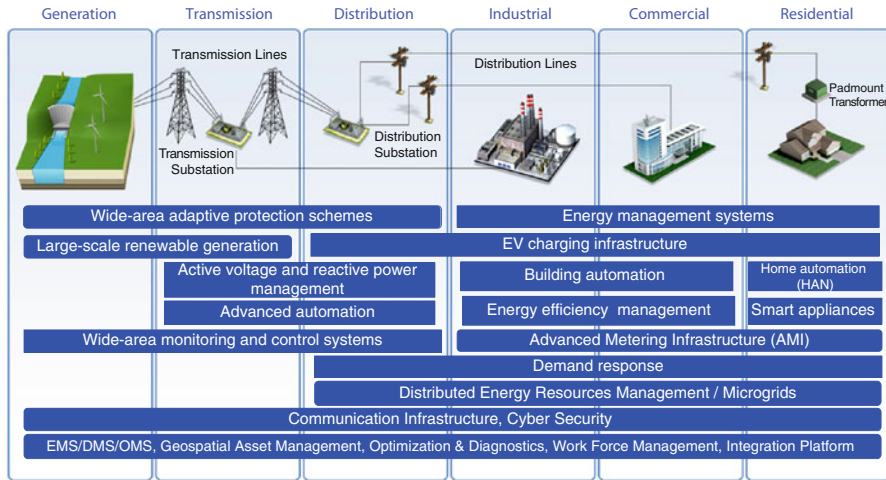 Generation
Transmission
Distribution
Industrial
Commercial
Residential
Transmission Lines
Distribution Lines
Padmount
Transformer
Distribution
Substation
Transmission
Substation
Wide-area adaptive protection schemes
Energy management systems
Large-scale renewable generation
EV charging infrastructure
Active voltage and reactive power
management
Building automation
Home automation
(HAN)
Advanced automation
Energy efficiency management
Smart appliances
Wide-area monitoring and control systems
Advanced Metering Infrastructure (AMI)
Demand response
Distributed Energy Resources Management / Microgrids
Communication Infrastructure, Cyber Security
EMS/DMS/OMS, Geospatial Asset Management, Optimization & Diagnostics, Work Force Management, Integration Platform